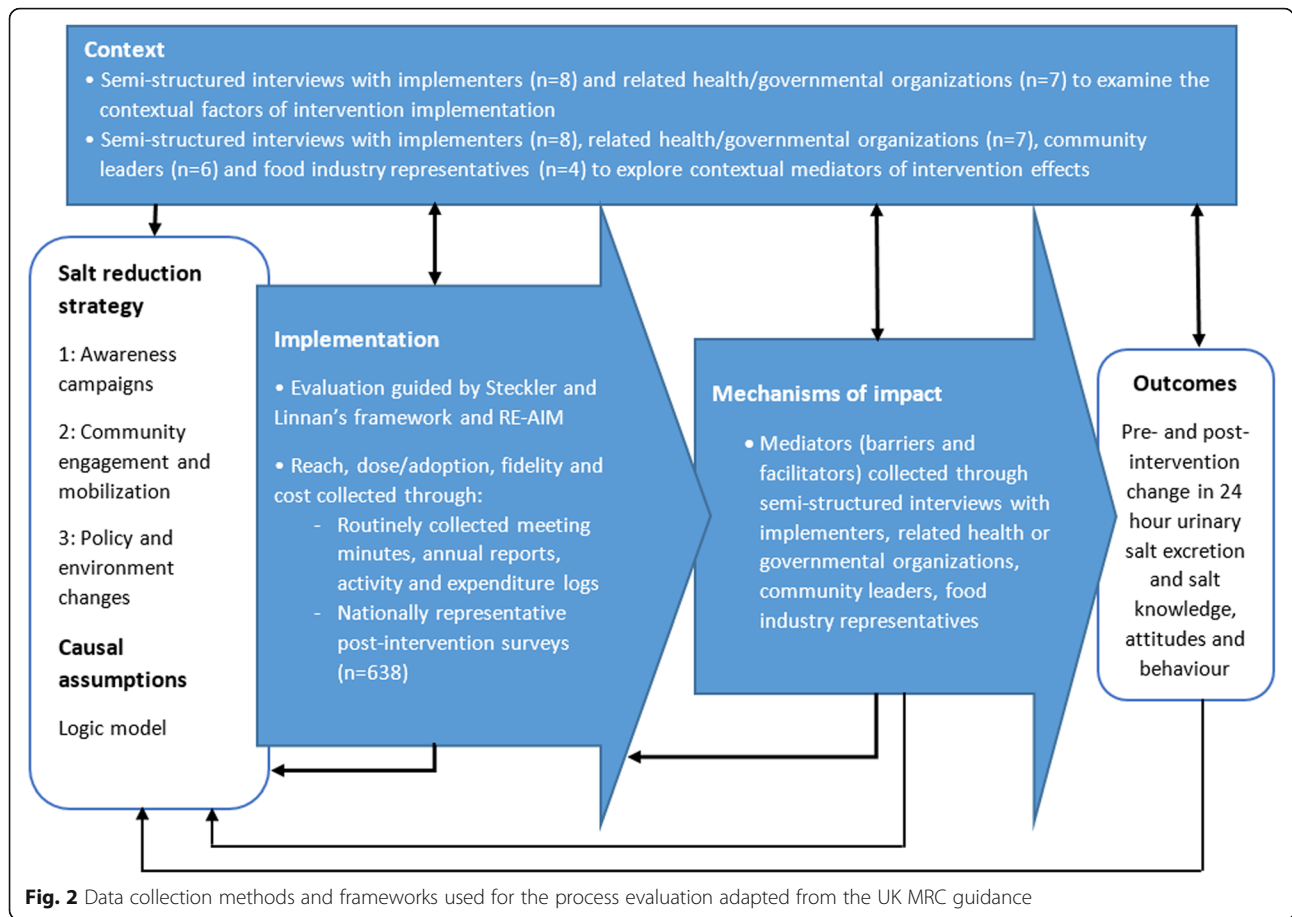 Context
• Semi-structured interviews with implementers (n=8) and related health/governmental organizations (n=7) to examine the
contextual factors of intervention implementation
• Semi-structured interviews with implementers (n=8), related health/governmental organizations (n=7), community
leaders (n=6) and food industry representatives (n=4) to explore contextual mediators of intervention effects
Salt reduction
strategy
1: Awareness
campaigns
2: Community
engagement and
mobilization
3: Policy and
environment
changes
Causal
assumptions
Logic model
Implementation
• Evaluation guided by Steckler and
Linnan's framework and RE-AIM
• Reach, dose/adoption, fidelity and
cost collected through:
- Routinely collected meeting
minutes, annual reports,
activity and expenditure logs
- Nationally representative
post-intervention surveys
(n=638)
Mechanisms of impact
• Mediators (barriers and
facilitators) collected through
semi-structured interviews with
implementers, related health or
governmental organizations,
community leaders, food
industry representatives
Outcomes
Pre- and post-
intervention
change in 24
hour urinary
salt excretion
and salt
knowledge,
attitudes and
behaviour
Fig. 2 Data collection methods and frameworks used for the process evaluation adapted from the UK MRC guidance